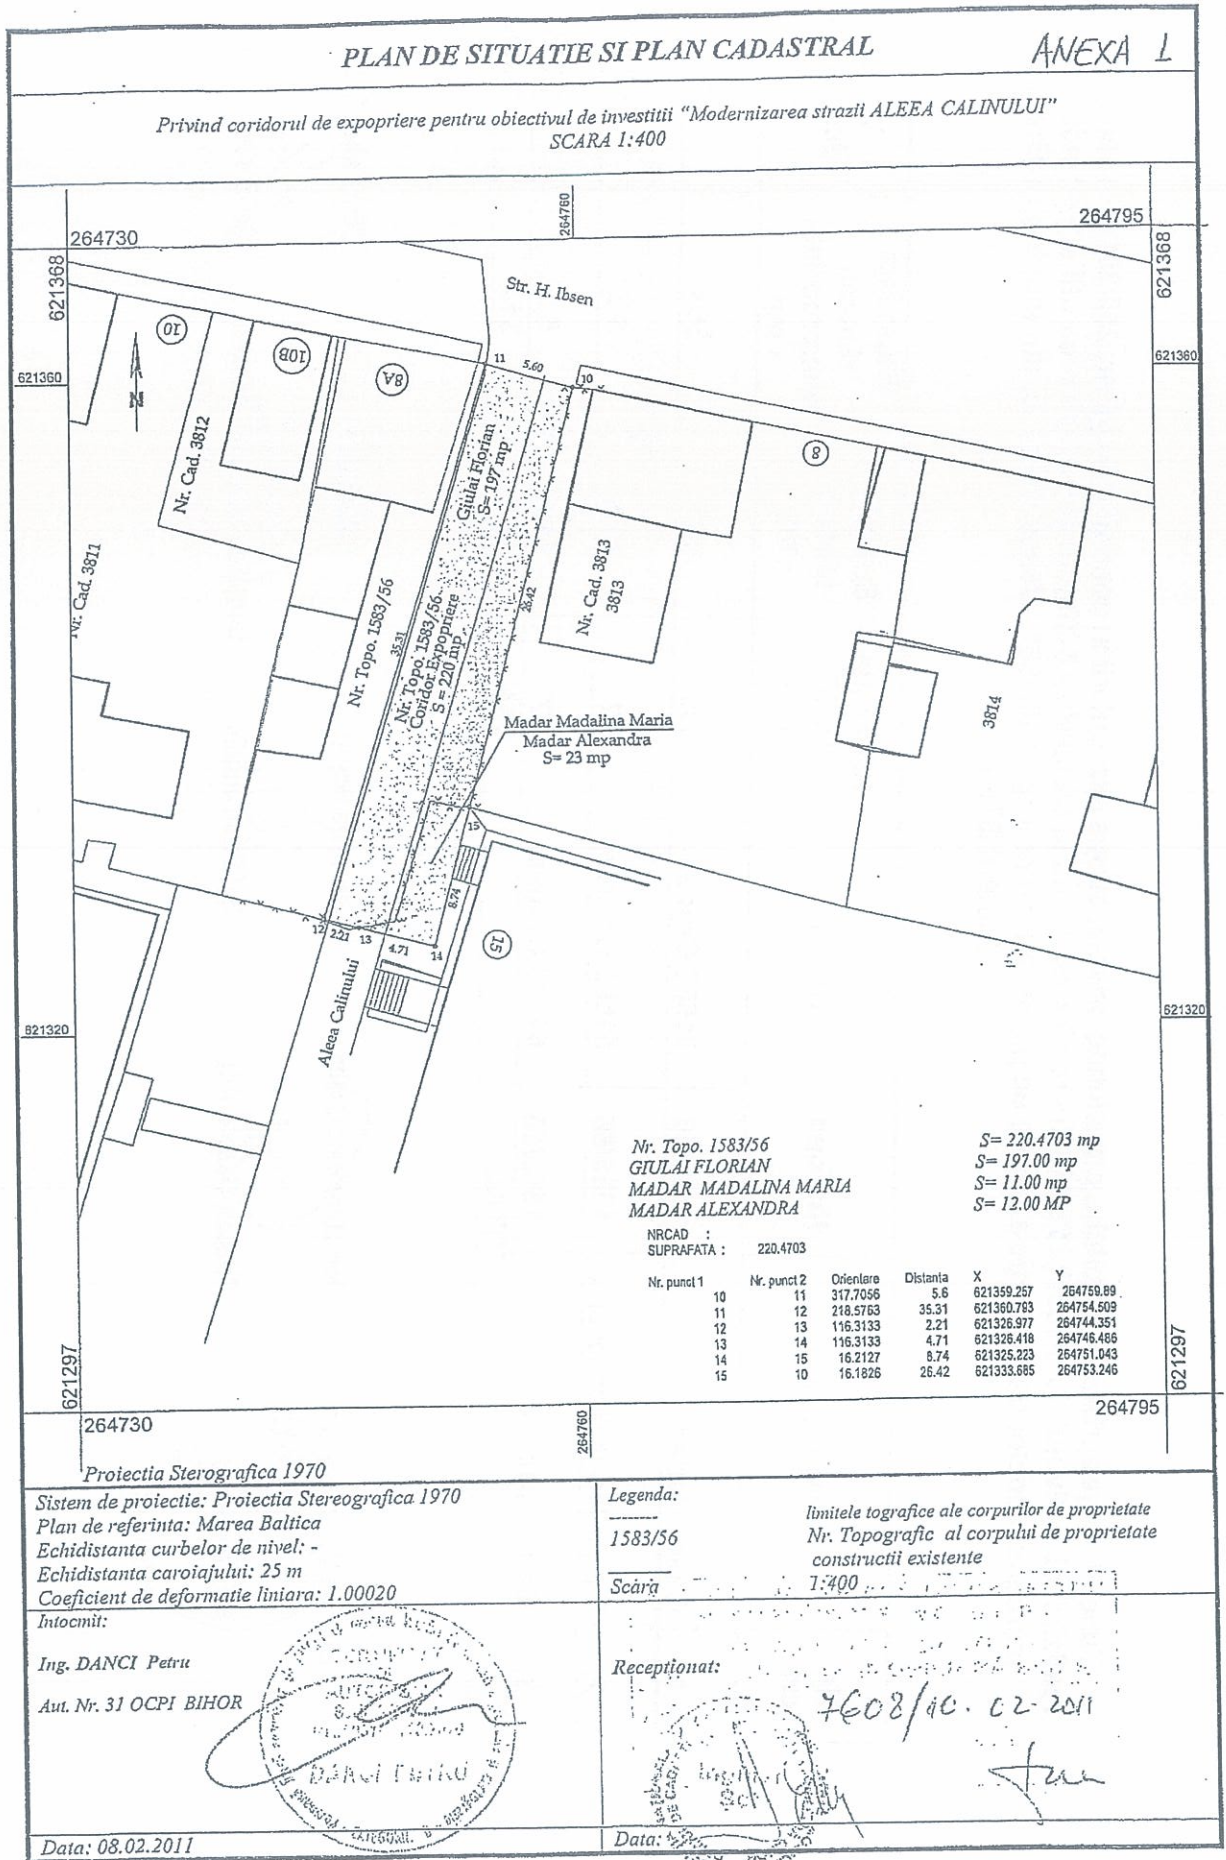 PLAN DE SITUATIE SI PLAN CADASTRAL
ANEXA 1
Privind coridorul de expopriere pentru obiectivul de investitii "Modernizarea strazii ALEEA CALINULUI"
SCARA 1:400
264730
264760
264795
621368
621368
Str. H. Ibsen
621360
621360
10
10B
8A
11
5.60
10
8
N
Nr. Cad. 3812
Nr. Cad. 3811
Nr. Topo. 1583/56
35.31
Giulai Florian
S= 197 mp
Nr. Topo. 1583/56
Coridor Expopriere
S = 220 mp
26.42
Nr. Cad. 3813
3813
3814
Madar Madalina Maria
Madar Alexandra
S= 23 mp
15
8.74
12
2.21
13
4.71
14
15
Aleea Calinului
621320
621320
Nr. Topo. 1583/56 S= 220.4703 mp
GIULAI FLORIAN S= 197.00 mp
MADAR MADALINA MARIA S= 11.00 mp
MADAR ALEXANDRA S= 12.00 MP
NRCAD :
SUPRAFATA : 220.4703
Nr. punct 1 Nr. punct 2 Orientare Distanta X Y
10 11 317.7056 5.6 621359.257 264759.89
11 12 218.5763 35.31 621360.793 264754.509
12 13 116.3133 2.21 621326.977 264744.351
13 14 116.3133 4.71 621326.418 264746.486
14 15 16.2127 8.74 621325.223 264751.043
15 10 16.1826 26.42 621333.685 264753.246
621297
621297
264730
264760
264795
Proiectia Sterografica 1970
Sistem de proiectie: Proiectia Stereografica 1970
Plan de referinta: Marea Baltica
Echidistanta curbelor de nivel: -
Echidistanta caroiajului: 25 m
Coeficient de deformatie liniara: 1.00020
Legenda:
-------- limitele tografice ale corpurilor de proprietate
1583/56 Nr. Topografic al corpului de proprietate
constructii existente
Scara 1:400
Intocmit:
Ing. DANCI Petru
Aut. Nr. 31 OCPI BIHOR
DANCI PETRU
Data: 08.02.2011
Receptionat:
7608/10.02-2011
DE CAD
Data: